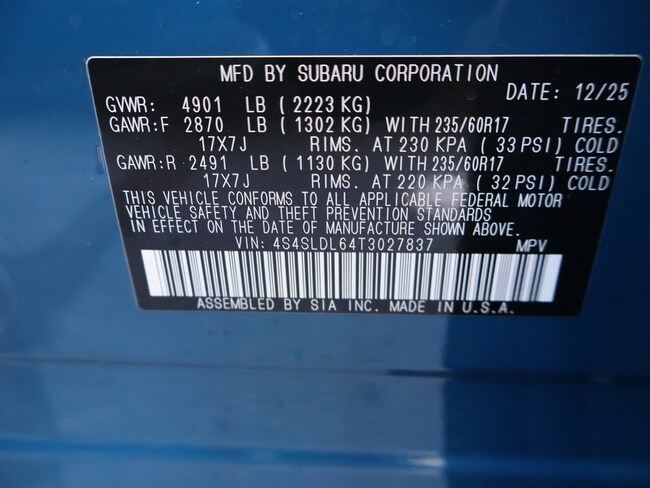 MFD BY SUBARU CORPORATION
DATE: 12/25
GVWR: 4901 LB (2223 KG)
GAWR:F 2870 LB (1302 KG) WITH 235/60R17 TIRES.
17X7J RIMS. AT 230 KPA (33 PSI) COLD
GAWR:R 2491 LB (1130 KG) WITH 235/60R17 TIRES.
17X7J RIMS. AT 220 KPA (32 PSI) COLD
THIS VEHICLE CONFORMS TO ALL APPLICABLE FEDERAL MOTOR
VEHICLE SAFETY AND THEFT PREVENTION STANDARDS
IN EFFECT ON THE DATE OF MANUFACTURE SHOWN ABOVE.
VIN: 4S4SLDL64T3027837 MPV
ASSEMBLED BY SIA INC. MADE IN U.S.A.